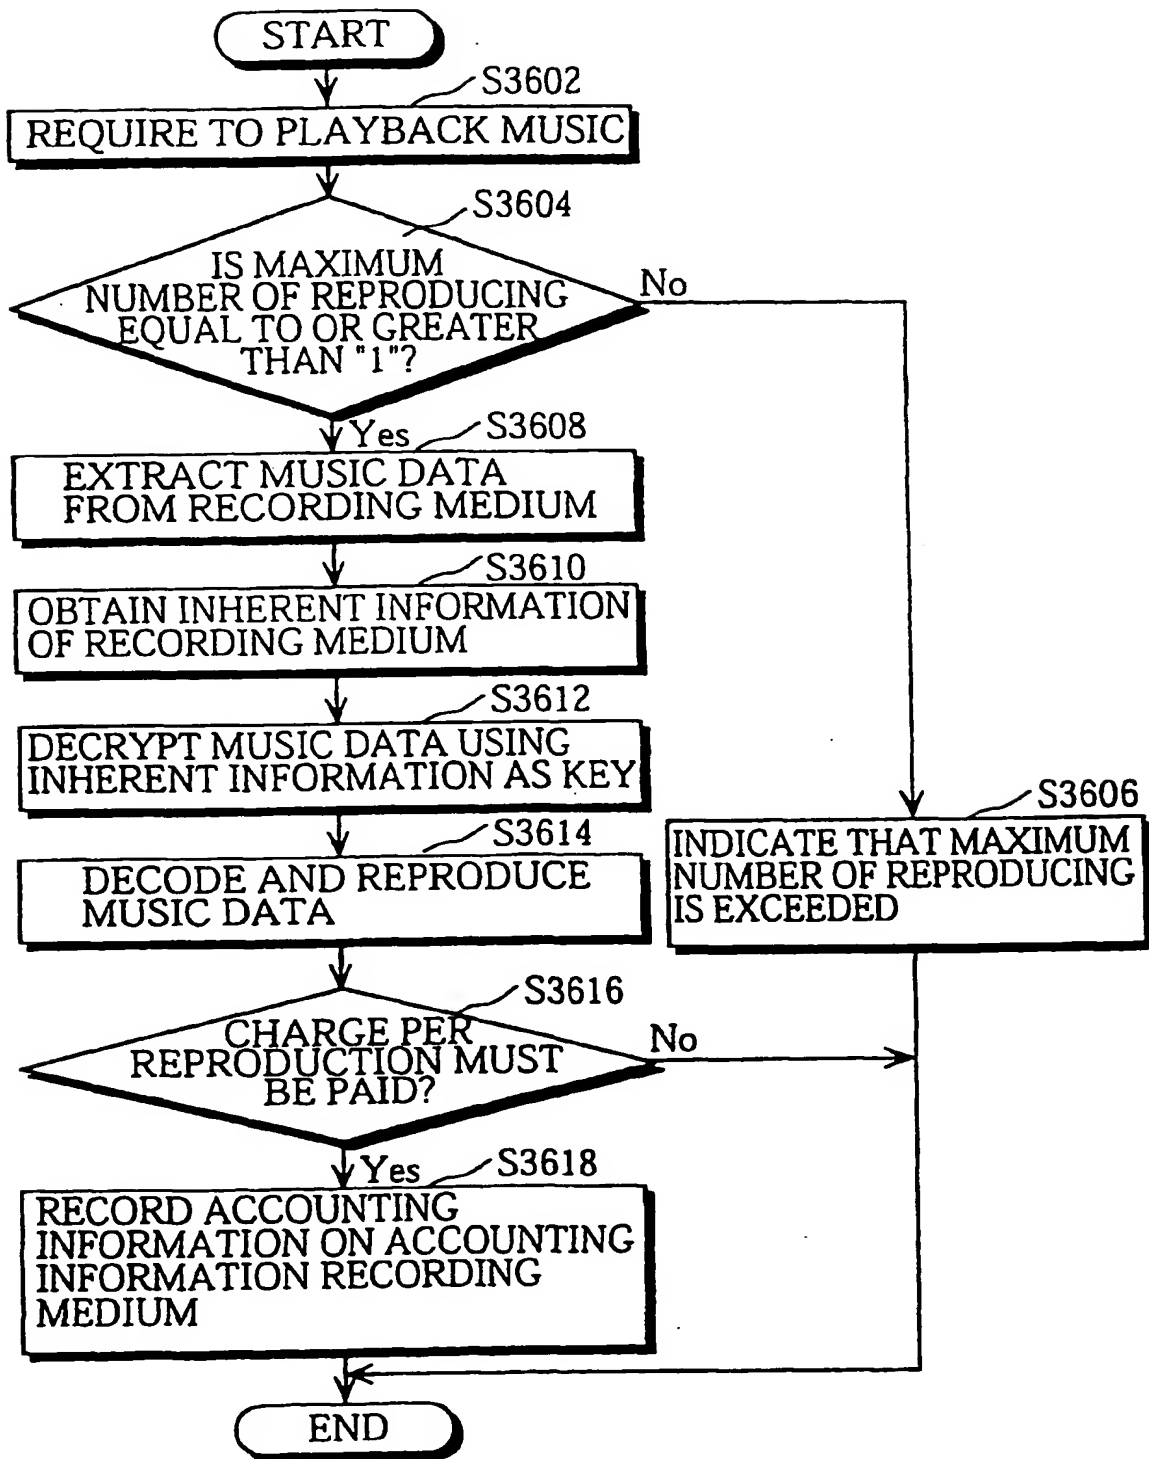 START
S3602
REQUIRE TO PLAYBACK MUSIC
S3604
IS MAXIMUM
NUMBER OF REPRODUCING
EQUAL TO OR GREATER
THAN "1"?
No
Yes
S3608
EXTRACT MUSIC DATA
FROM RECORDING MEDIUM
S3610
OBTAIN INHERENT INFORMATION
OF RECORDING MEDIUM
S3612
DECRYPT MUSIC DATA USING
INHERENT INFORMATION AS KEY
S3606
INDICATE THAT MAXIMUM
NUMBER OF REPRODUCING
IS EXCEEDED
S3614
DECODE AND REPRODUCE
MUSIC DATA
S3616
CHARGE PER
REPRODUCTION MUST
BE PAID?
No
Yes
S3618
RECORD ACCOUNTING
INFORMATION ON ACCOUNTING
INFORMATION RECORDING
MEDIUM
END